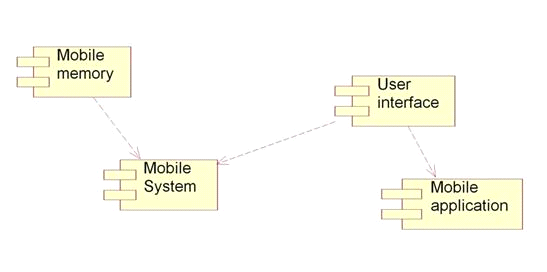 Mobile
memory
User
interface
Mobile
System
Mobile
application